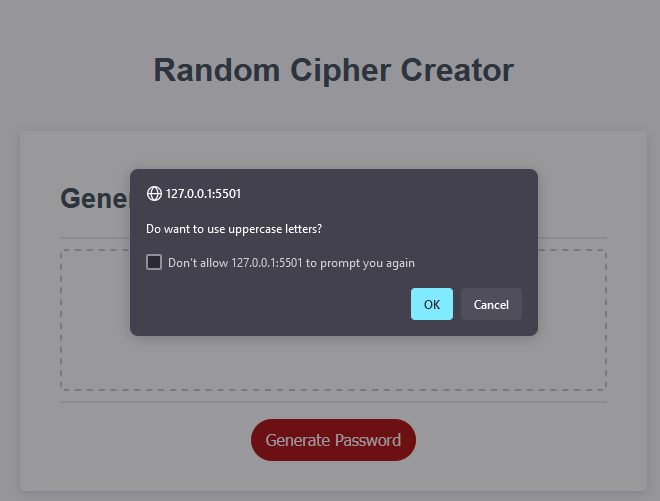 Random Cipher Creator
Gener
127.0.0.1:5501
Do want to use uppercase letters?
Don't allow 127.0.0.1:5501 to prompt you again
OK
Cancel
Generate Password